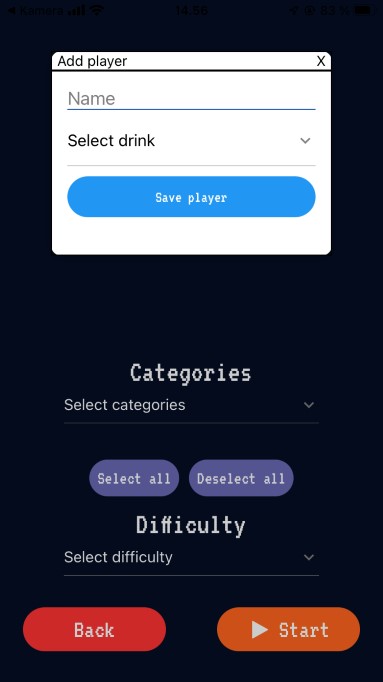 Kamera 14.56 83 %
Add player X
Name
Select drink
Save player
Categories
Select categories
Select all Deselect all
Difficulty
Select difficulty
Back Start